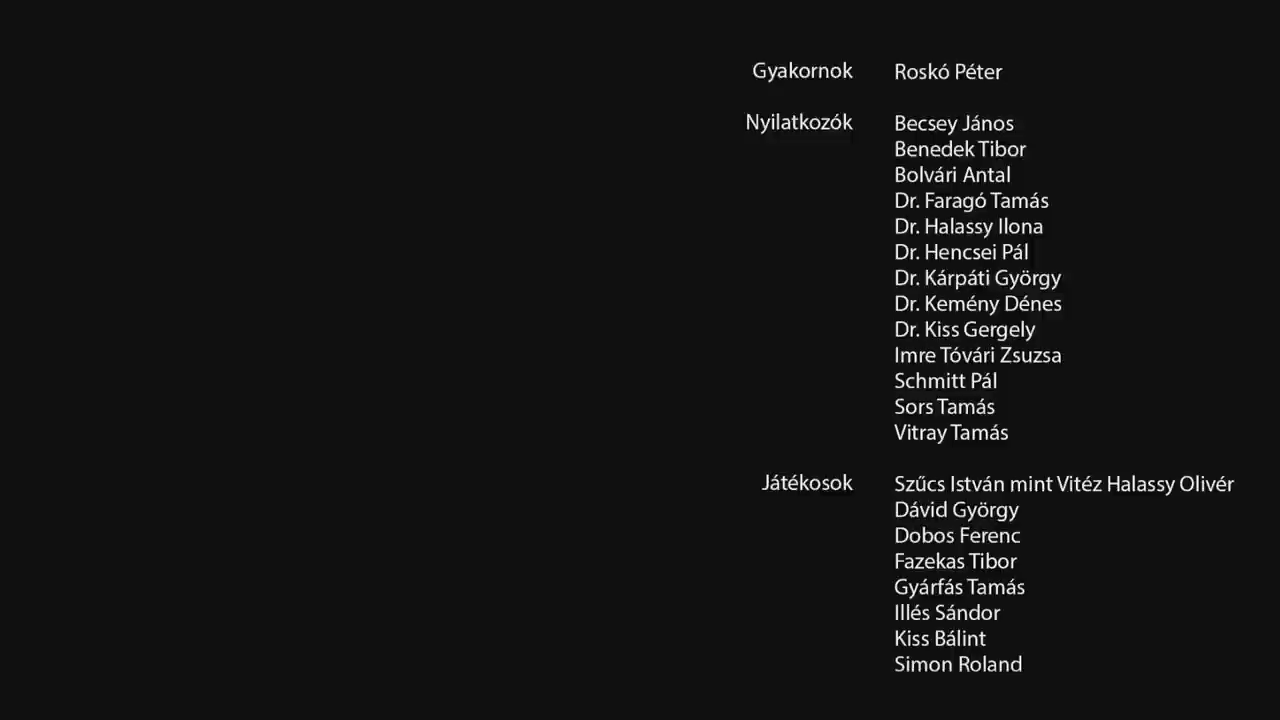 Gyakornok Roskó Péter
Nyilatkozók Becsey János
Benedek Tibor
Bolvári Antal
Dr. Faragó Tamás
Dr. Halassy Ilona
Dr. Hencsei Pál
Dr. Kárpáti György
Dr. Kemény Dénes
Dr. Kiss Gergely
Imre Tóvári Zsuzsa
Schmitt Pál
Sors Tamás
Vitray Tamás
Játékosok Szűcs István mint Vitéz Halassy Olivér
Dávid György
Dobos Ferenc
Fazekas Tibor
Gyárfás Tamás
Illés Sándor
Kiss Bálint
Simon Roland